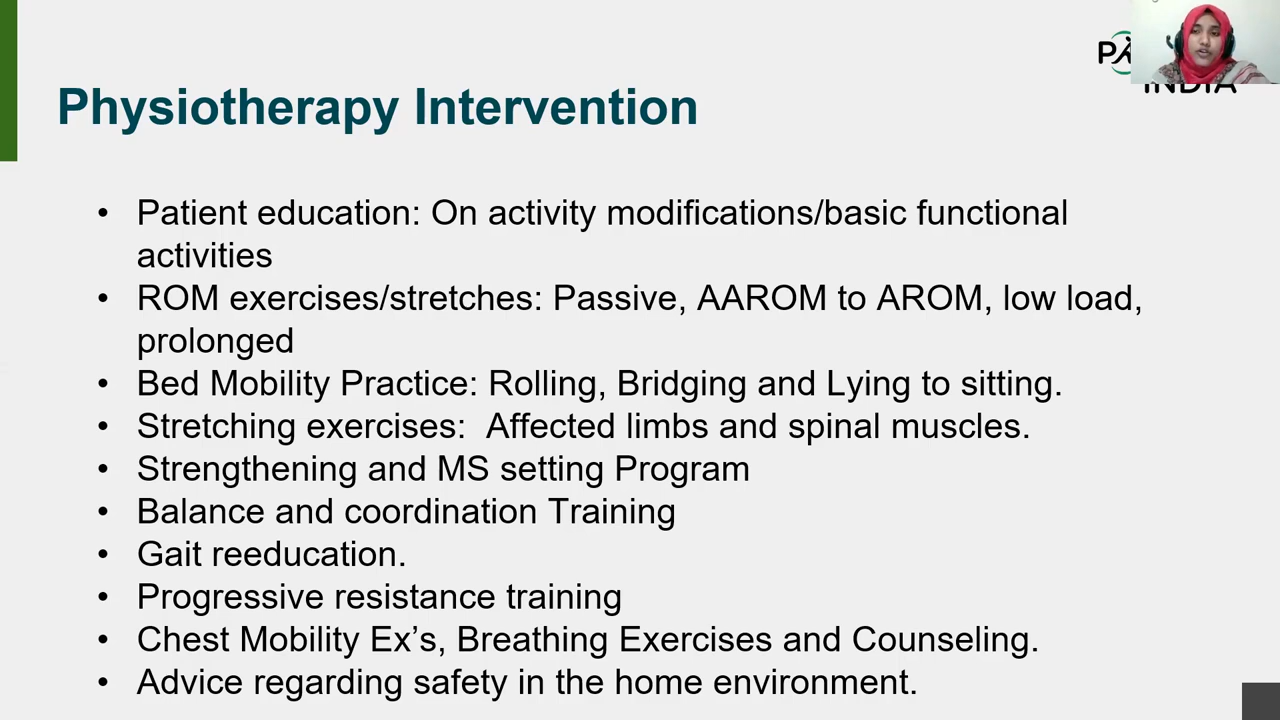 Physiotherapy Intervention
INDIA
• Patient education: On activity modifications/basic functional
activities
• ROM exercises/stretches: Passive, AAROM to AROM, low load,
prolonged
• Bed Mobility Practice: Rolling, Bridging and Lying to sitting.
• Stretching exercises:  Affected limbs and spinal muscles.
• Strengthening and MS setting Program
• Balance and coordination Training
• Gait reeducation.
• Progressive resistance training
• Chest Mobility Ex’s, Breathing Exercises and Counseling.
• Advice regarding safety in the home environment.